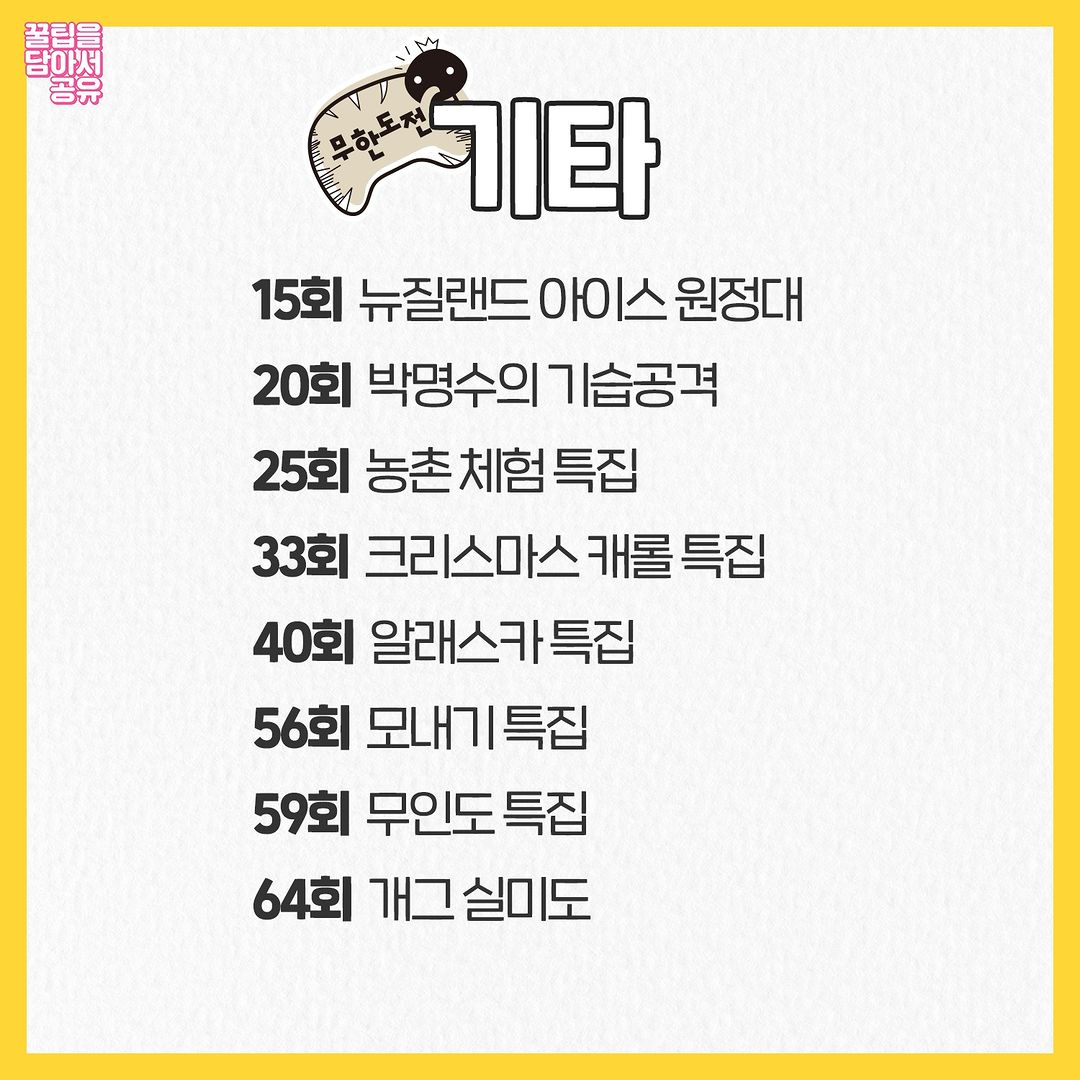 꿀팁을
담아서
공유
무한도전
기타
15회 뉴질랜드 아이스 원정대
20회 박명수의 기습공격
25회 농촌 체험 특집
33회 크리스마스 캐롤 특집
40회 알래스카 특집
56회 모내기 특집
59회 무인도 특집
64회 개그 실미도